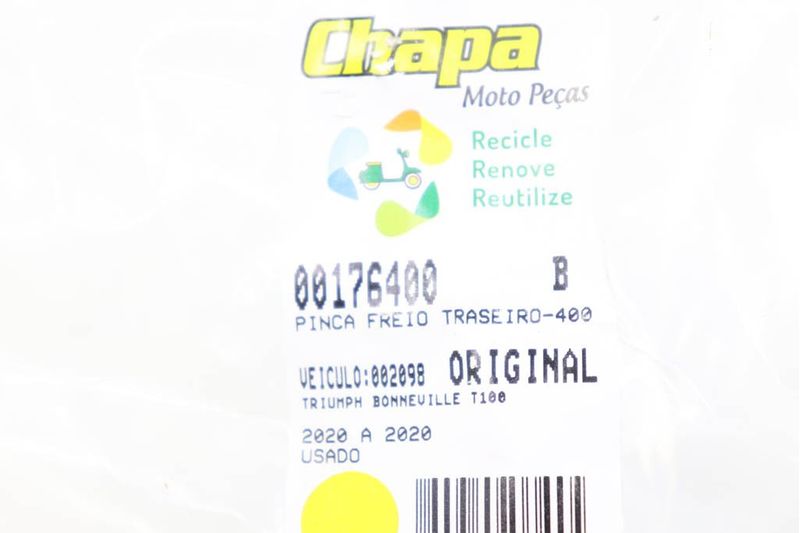 Chapa
Moto Peças
Recicle
Renove
Reutilize
00176400 B
PINCA FREIO TRASEIRO-400
VEICULO:002098 ORIGINAL
TRIUMPH BONNEVILLE T100
2020 A 2020
USADO